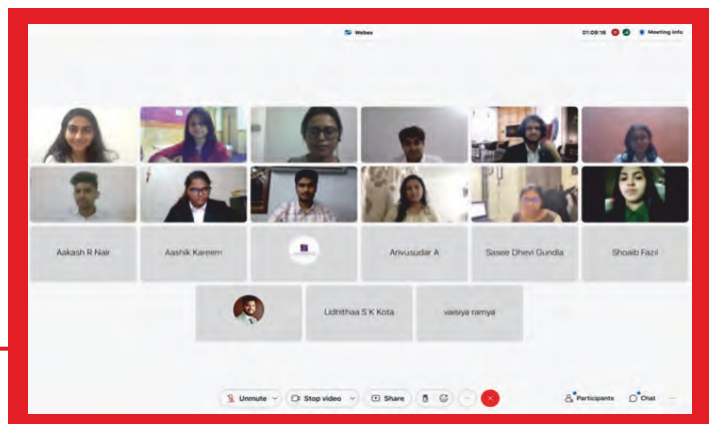 Webex
01:09:18 Meeting info
Aakash R Nair Aashik Kareem Arivusudar A Sasee Dhevi Gundla Shoaib Fazil
Lidhithaa S K Kota vaisiya ramya
Unmute Stop video Share Participants Chat